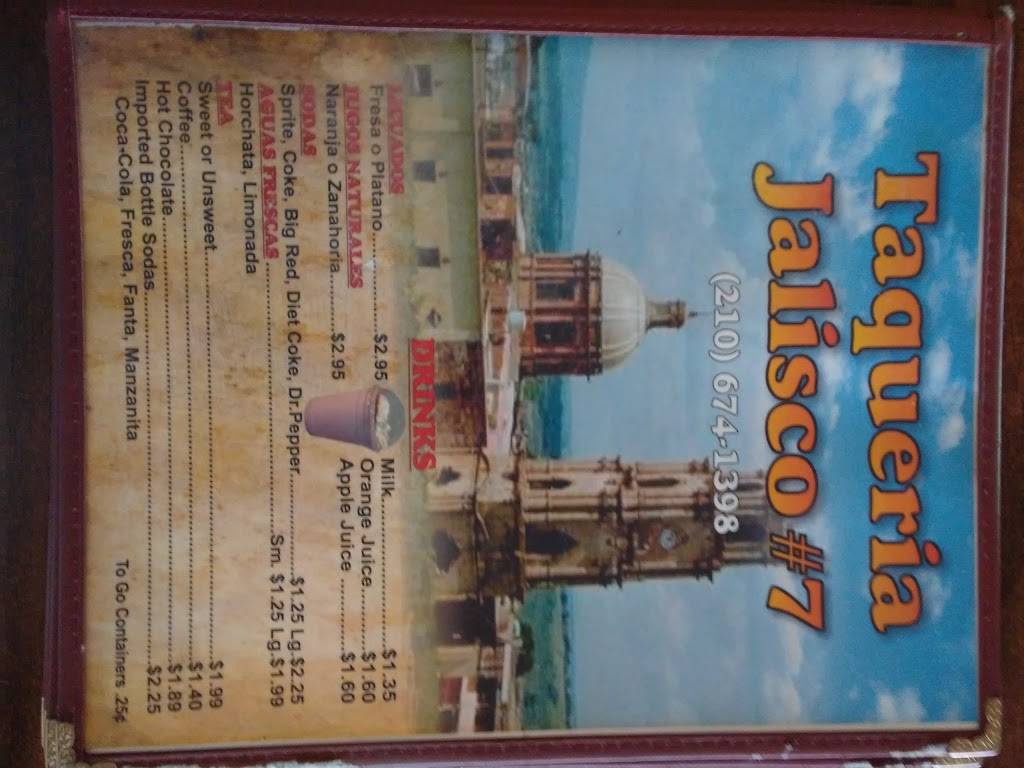 Taqueria
Jalisco #7
(210) 674-1398
DRINKS
LICUADOS
Fresa o Platano..............$2.95
JUGOS NATURALES
Naranja o Zanahoria..........$2.95
Milk.........................$1.35
Orange Juice.............$1.60
Apple Juice ..............$1.60
SODAS
Sprite, Coke, Big Red, Diet Coke, Dr.Pepper....................$1.25 Lg.$2.25
AGUAS FRESCAS ..................................................Sm. $1.25 Lg.$1.99
Horchata, Limonada
TEA
Sweet or Unsweet...............................................................$1.99
Coffee...............................................................................$1.40
Hot Chocolate......................................................................$1.89
Imported Bottle Sodas..........................................................$2.25
Coca-Cola, Fresca, Fanta, Manzanita
To Go Containers. 25¢